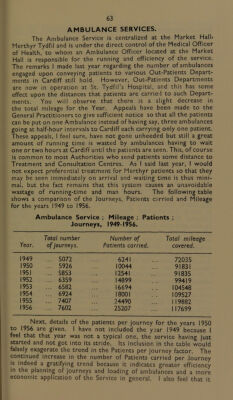 63
AMBULANCE SERVICES.
The Ambulance Service is centralized at the Market Hall,
Merthyr Tydfil and is under the direct control of the Medical Officer
of Health, to whom an Ambulance Officer located at the Market
Hall is responsible for the running and efficiency of the service.
The remarks I made last year regarding the number of ambulances
engaged upon conveying patients to various Out-Patients Depart-
ments in Cardiff still hold. However, Out-Patients Departments
are now in operation at St. Tydfil's Hospital, and this has some
effect upon the distances that patients are carried to such Depart-
ments. You will observe that there is a slight decrease in
the total mileage for the Year. Appeals have been made to the
General Practitioners to give sufficient notice so that all the patients
can be put on one Ambulance instead of having say, three ambulances
going at half-hour intervals to Cardiff each carrying only one patient.
These appeals, I feel sure, have not gone unheeded but still a great
amount of running time is wasted by ambulances having to wait
one or two hours at Cardiff until the patients are seen. This, of course
is common to most Authorities who send patients some distance to
Treatment and Consultation Centres. As I said last year, I would
not expect preferential treatment for Merthyr patients so that they
may be seen immediately on arrival and waiting time is thus mini-
mal, but the fact remains that this system causes an unavoidable
wastage of running-time and man hours. The following table
shows a comparison of the Journeys, Patients carried and Mileage
for the years 1949 to 1956.
Ambulance Service ; Mileage ; Patients ;
Journeys, 1949-1956.
Year. Total number of Journeys. Number of Patients carried. Total mileage covered.
1949 ... 5072 ... 6241 ... 72035
1950 ... 5926 ... 10044 ... 91831
1951 ... 5853 ... 12541 ... 91835
1952 ... 6359 ... 14899 ... 99419
1953 ... 6582 ... 16694 ... 104548
1954 ... 6924 ... 18001 ... 109527
1955 ... 7407 ... 24490 ... 119882
1956 ... 7602 ... 25207 ... 117699
Next, details of the patients per journey for the years 1950
to 1956 are given. I have not included the year 1949 because I
feel that that year was not a typical one, the service having just
started and not got into its stride. Its inclusion in the table would
falsely exagerate the trend in the Patients per Journey factor. The
continued increase in the number of Patients carried per Journey
is indeed a gratifying trend because it indicates greater efficiency
in the planning of journeys and loading of ambulances and a more
economic application of the Service in general. I also feel that it